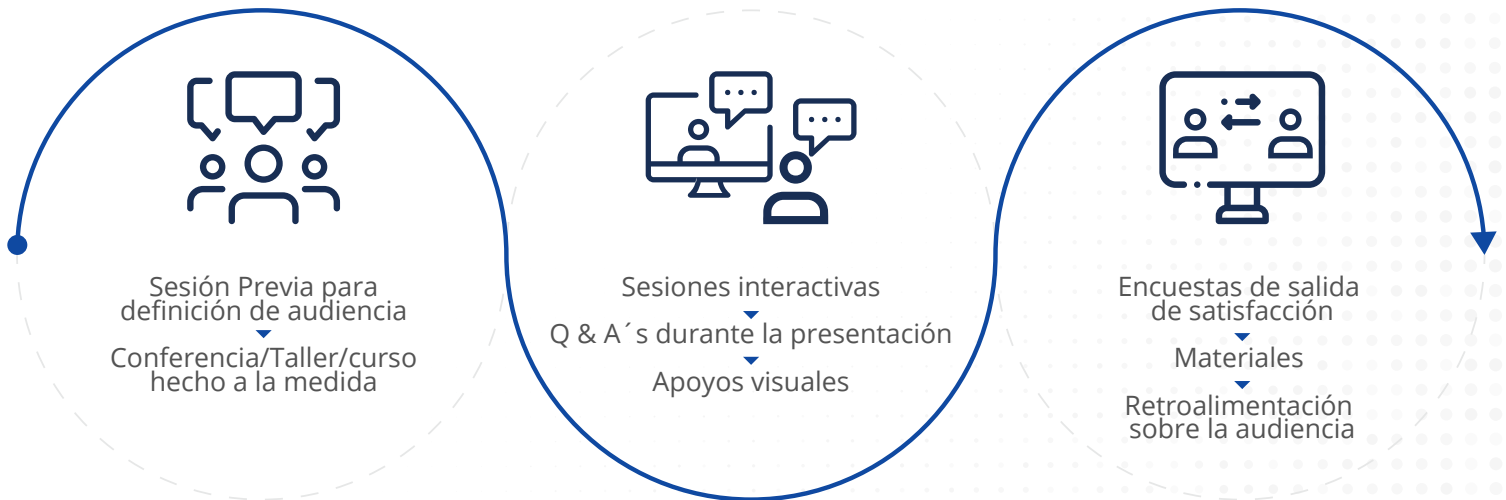 Sesión Previa para
definición de audiencia
Conferencia/Taller/curso
hecho a la medida
Sesiones interactivas
Q & A´s durante la presentación
Apoyos visuales
Encuestas de salida
de satisfacción
Materiales
Retroalimentación
sobre la audiencia